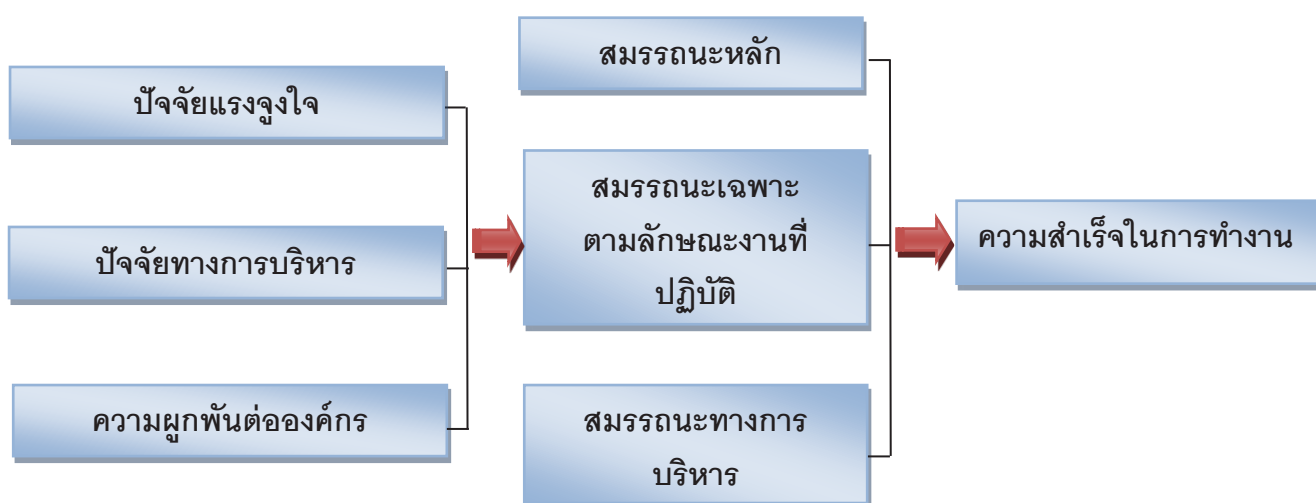 ปัจจัยแรงจูงใจ
ปัจจัยทางการบริหาร
ความผูกพันต่อองค์กร
สมรรถนะหลัก
สมรรถนะเฉพาะ
ตามลักษณะงานที่
ปฏิบัติ
สมรรถนะทางการ
บริหาร
ความสำเร็จในการทำงาน